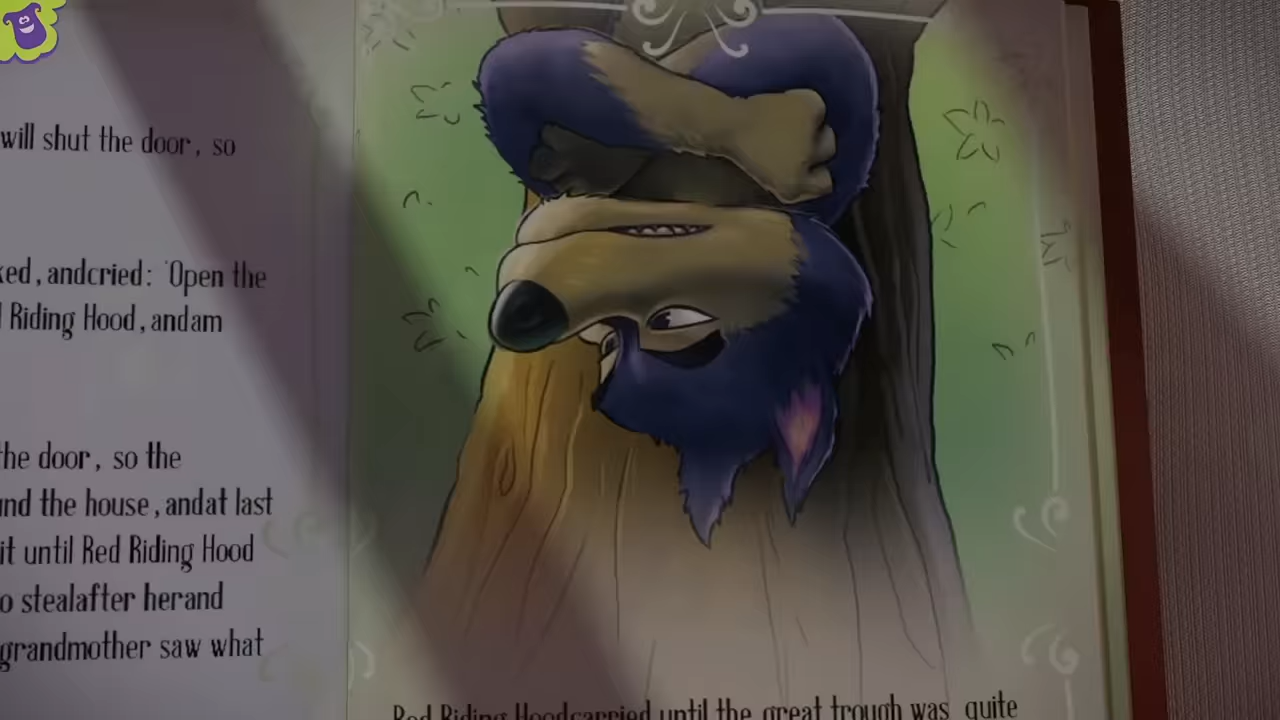 will shut the door, so
ked, andcried: 'Open the
Riding Hood, andam
the door, so the
und the house, andat last
it until Red Riding Hood
o stealafter herand
grandmother saw what
Red Riding Hoodcarried until the great trough was quite